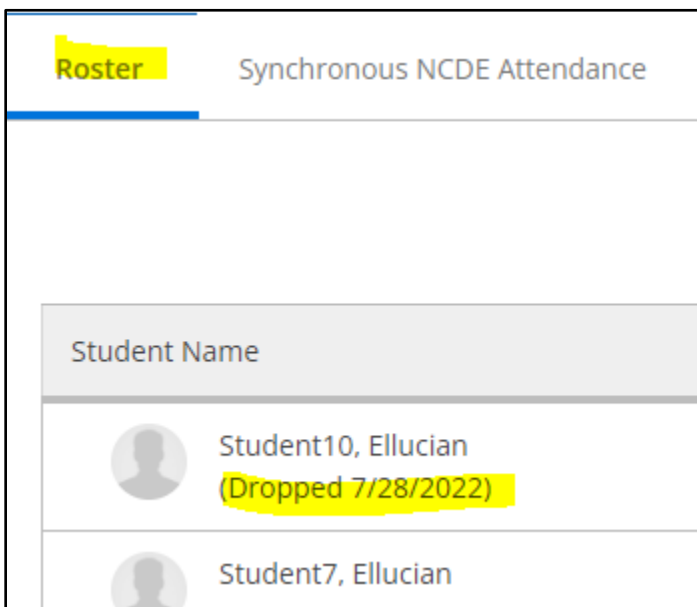 Roster Synchronous NCDE Attendance
Student Name
Student10, Ellucian
(Dropped 7/28/2022)
Student7, Ellucian